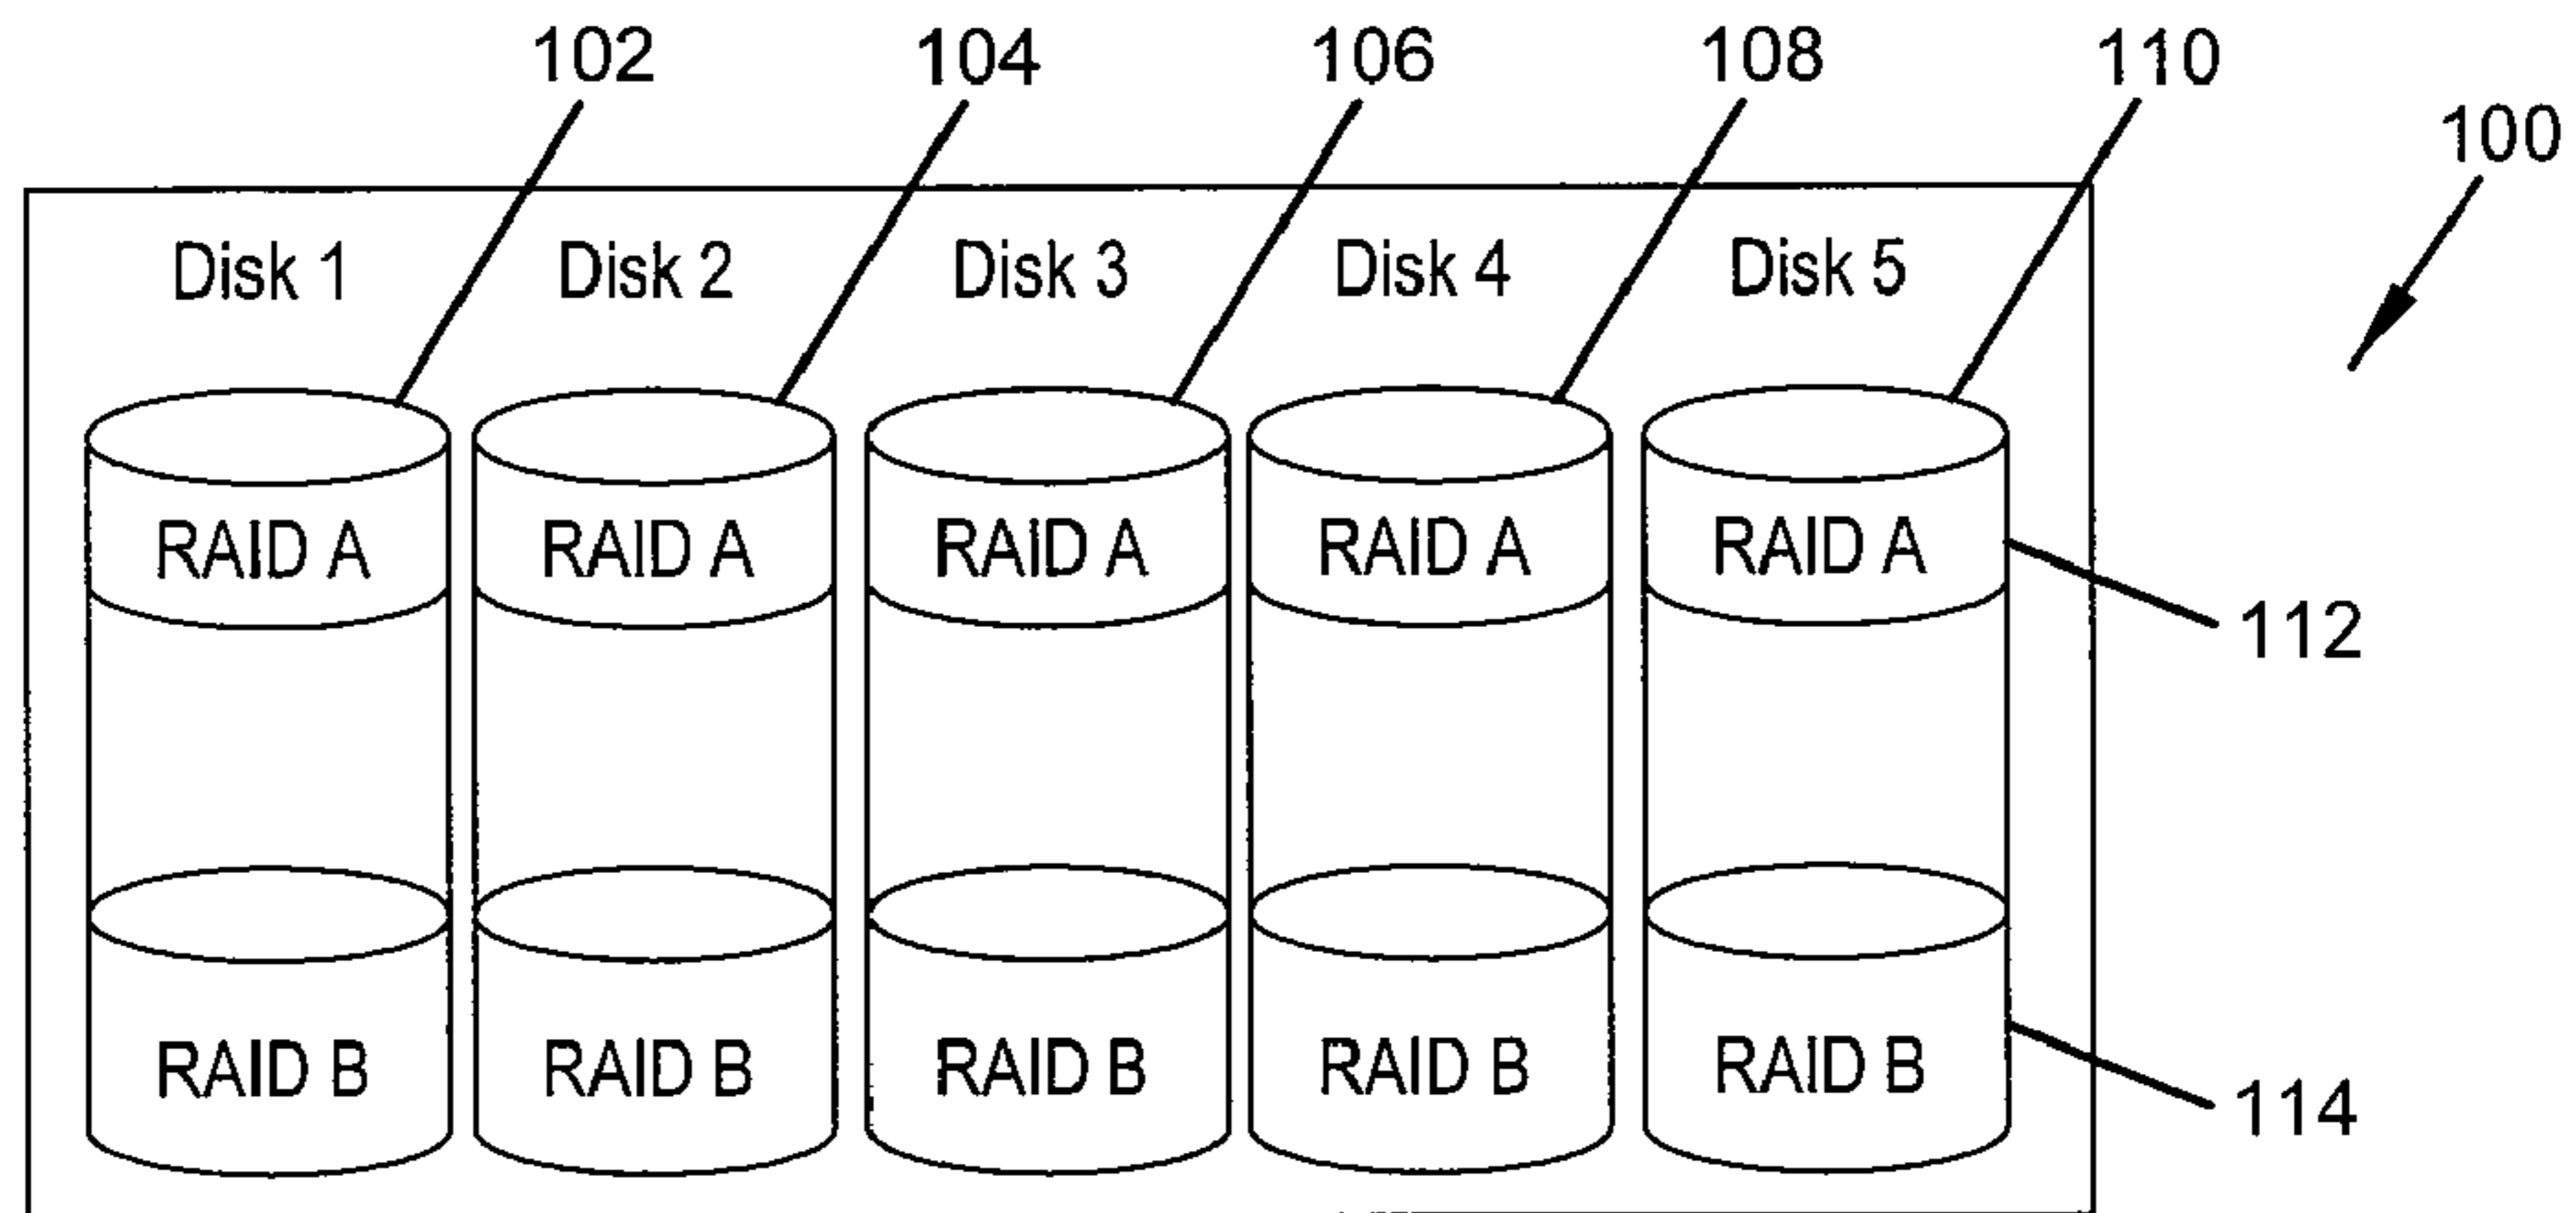 102 104 106 108 110
100
Disk 1 Disk 2 Disk 3 Disk 4 Disk 5
RAID A RAID A RAID A RAID A RAID A
112
RAID B RAID B RAID B RAID B RAID B
114